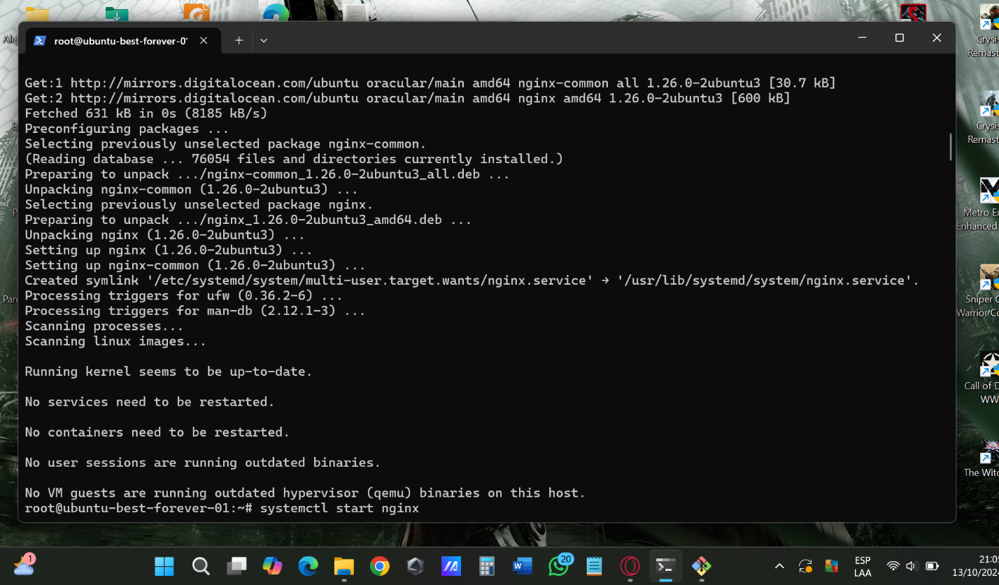 root@ubuntu-best-forever-0
Get:1 http://mirrors.digitalocean.com/ubuntu oracular/main amd64 nginx-common all 1.26.0-2ubuntu3 [30.7 kB]
Get:2 http://mirrors.digitalocean.com/ubuntu oracular/main amd64 nginx amd64 1.26.0-2ubuntu3 [600 kB]
Fetched 631 kB in 0s (8185 kB/s)
Preconfiguring packages ...
Selecting previously unselected package nginx-common.
(Reading database ... 76054 files and directories currently installed.)
Preparing to unpack .../nginx-common_1.26.0-2ubuntu3_all.deb ...
Unpacking nginx-common (1.26.0-2ubuntu3) ...
Selecting previously unselected package nginx.
Preparing to unpack .../nginx_1.26.0-2ubuntu3_amd64.deb ...
Unpacking nginx (1.26.0-2ubuntu3) ...
Setting up nginx (1.26.0-2ubuntu3) ...
Setting up nginx-common (1.26.0-2ubuntu3) ...
Created symlink '/etc/systemd/system/multi-user.target.wants/nginx.service' → '/usr/lib/systemd/system/nginx.service'.
Processing triggers for ufw (0.36.2-6) ...
Processing triggers for man-db (2.12.1-3) ...
Scanning processes...
Scanning linux images...
Running kernel seems to be up-to-date.
No services need to be restarted.
No containers need to be restarted.
No user sessions are running outdated binaries.
No VM guests are running outdated hypervisor (qemu) binaries on this host.
root@ubuntu-best-forever-01:~# systemctl start nginx
Alej
Pan
Crysis
Remast
Crysis
Remast
Metro Ex
Enhanced
Sniper G
Warrior Co
Call of D
WW
The Witc
1
20
ESP
LAA
21:0
13/10/202